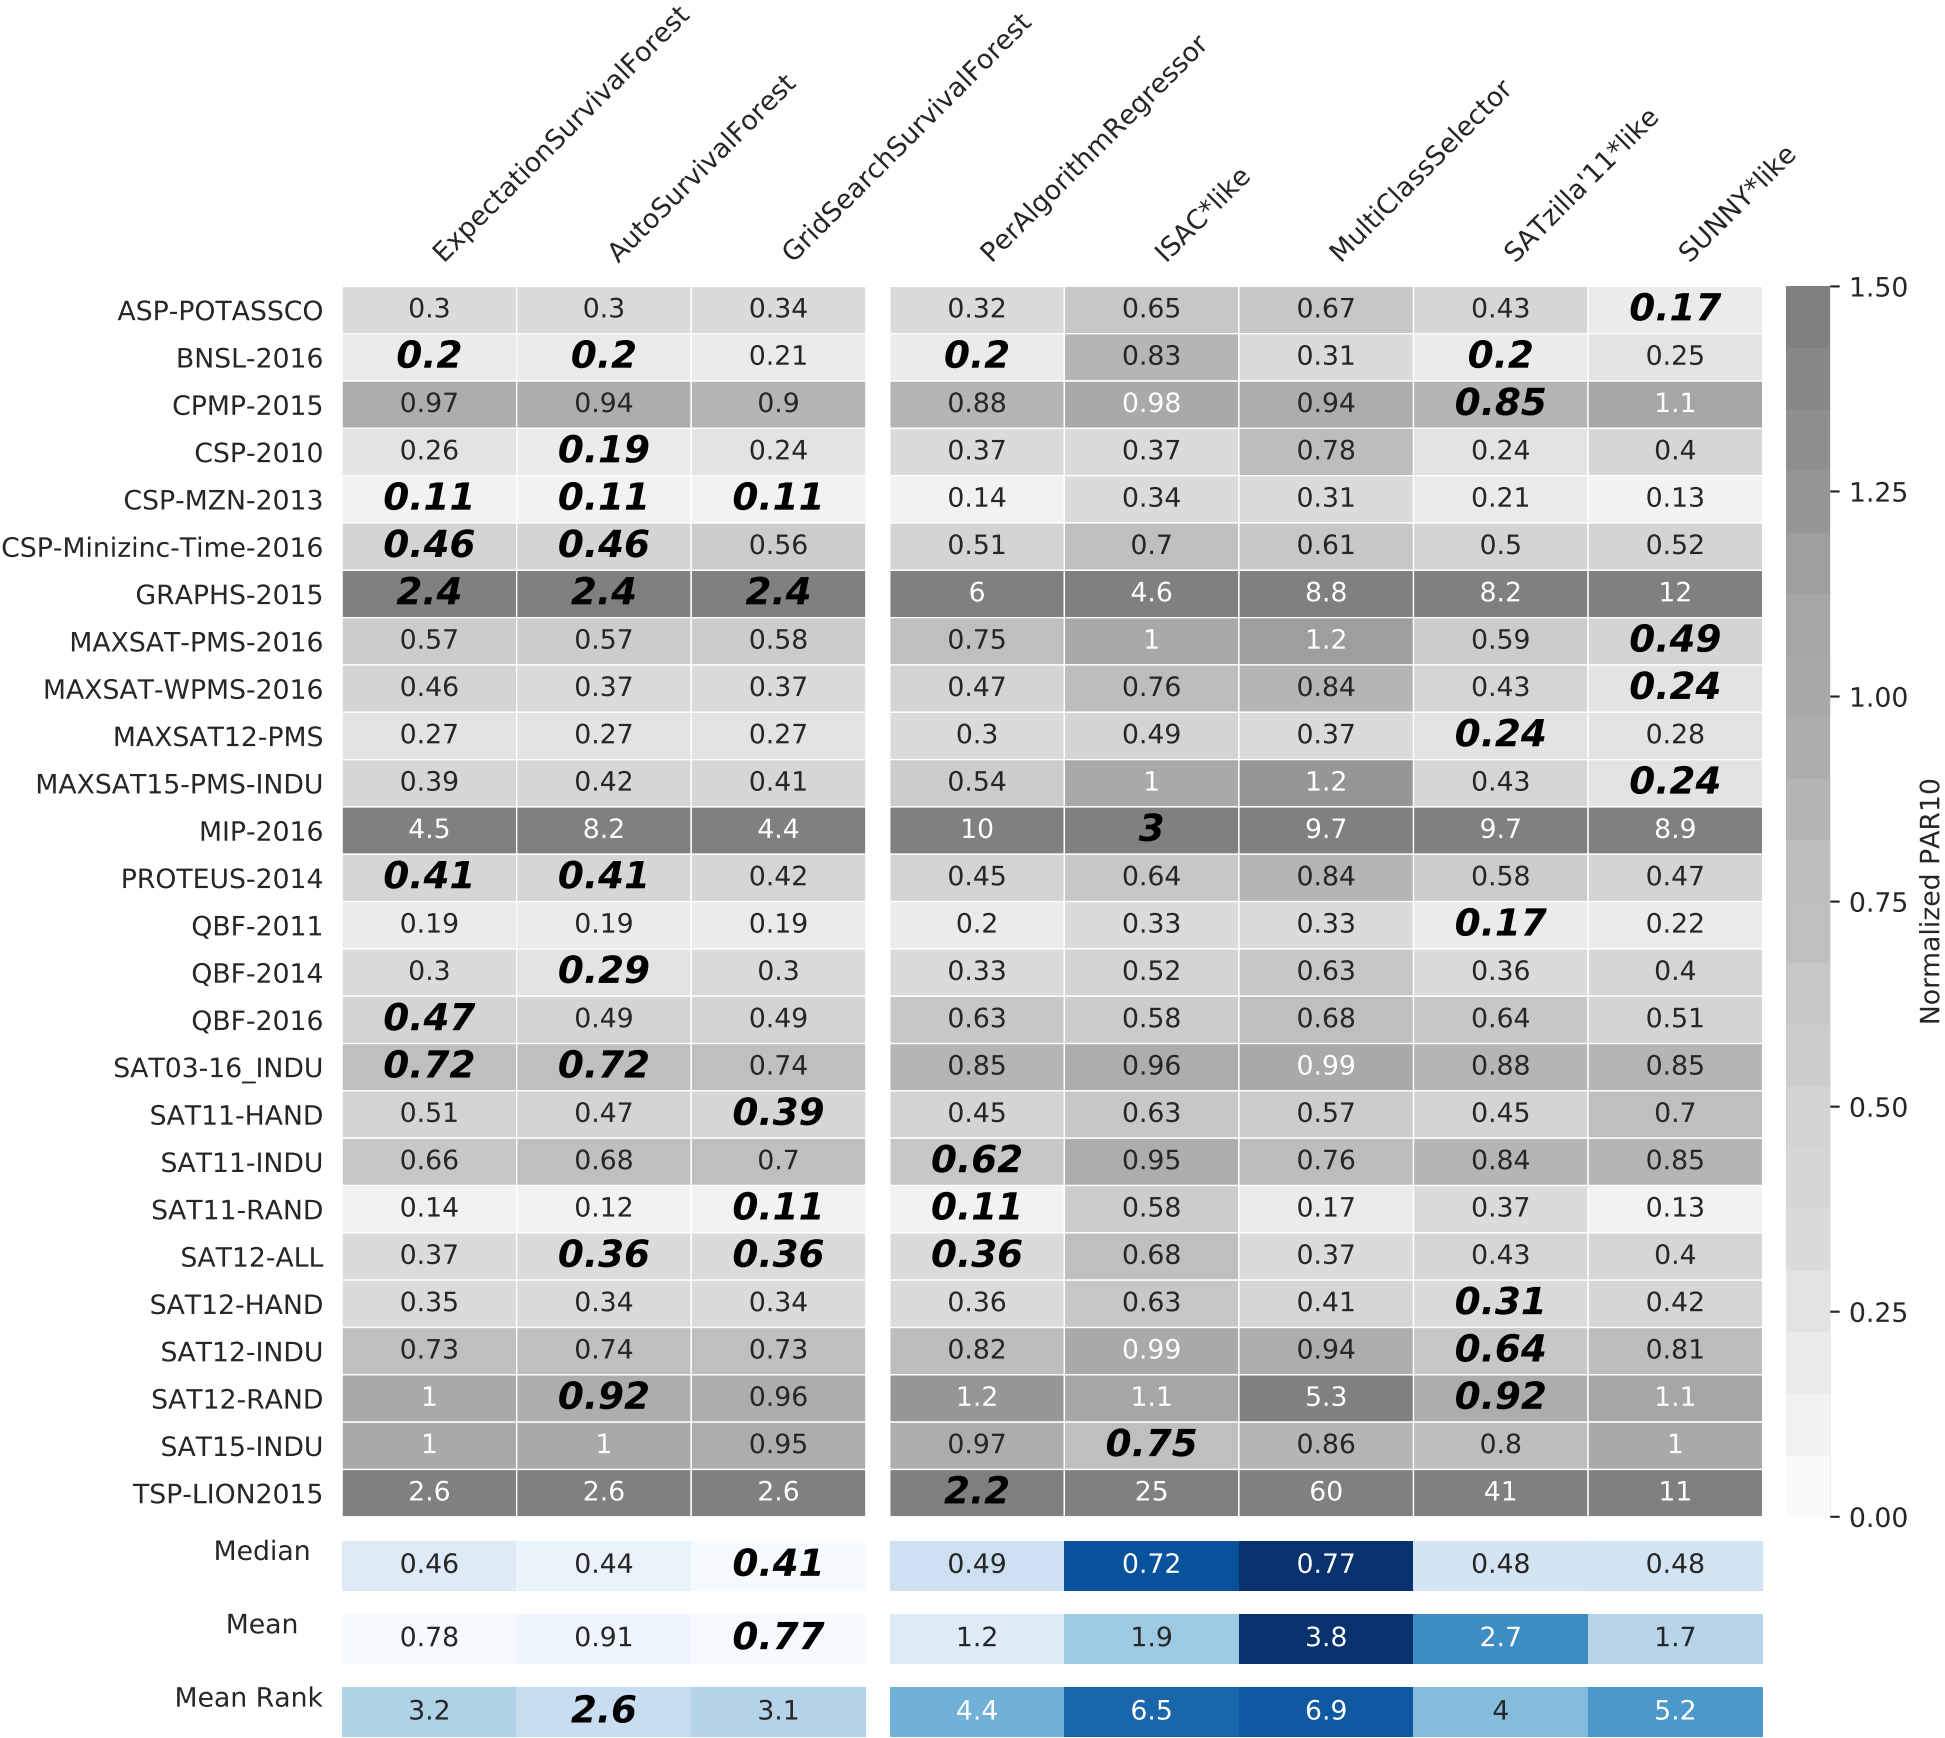 ExpectationSurvivalForest AutoSurvivalForest GridSearchSurvivalForest PerAlgorithmRegressor ISAC*like MultiClassSelector SATzilla'11*like SUNNY*like
ASP-POTASSCO 0.3 0.3 0.34 0.32 0.65 0.67 0.43 0.17
BNSL-2016 0.2 0.2 0.21 0.2 0.83 0.31 0.2 0.25
CPMP-2015 0.97 0.94 0.9 0.88 0.98 0.94 0.85 1.1
CSP-2010 0.26 0.19 0.24 0.37 0.37 0.78 0.24 0.4
CSP-MZN-2013 0.11 0.11 0.11 0.14 0.34 0.31 0.21 0.13
CSP-Minizinc-Time-2016 0.46 0.46 0.56 0.51 0.7 0.61 0.5 0.52
GRAPHS-2015 2.4 2.4 2.4 6 4.6 8.8 8.2 12
MAXSAT-PMS-2016 0.57 0.57 0.58 0.75 1 1.2 0.59 0.49
MAXSAT-WPMS-2016 0.46 0.37 0.37 0.47 0.76 0.84 0.43 0.24
MAXSAT12-PMS 0.27 0.27 0.27 0.3 0.49 0.37 0.24 0.28
MAXSAT15-PMS-INDU 0.39 0.42 0.41 0.54 1 1.2 0.43 0.24
MIP-2016 4.5 8.2 4.4 10 3 9.7 9.7 8.9
PROTEUS-2014 0.41 0.41 0.42 0.45 0.64 0.84 0.58 0.47
QBF-2011 0.19 0.19 0.19 0.2 0.33 0.33 0.17 0.22
QBF-2014 0.3 0.29 0.3 0.33 0.52 0.63 0.36 0.4
QBF-2016 0.47 0.49 0.49 0.63 0.58 0.68 0.64 0.51
SAT03-16_INDU 0.72 0.72 0.74 0.85 0.96 0.99 0.88 0.85
SAT11-HAND 0.51 0.47 0.39 0.45 0.63 0.57 0.45 0.7
SAT11-INDU 0.66 0.68 0.7 0.62 0.95 0.76 0.84 0.85
SAT11-RAND 0.14 0.12 0.11 0.11 0.58 0.17 0.37 0.13
SAT12-ALL 0.37 0.36 0.36 0.36 0.68 0.37 0.43 0.4
SAT12-HAND 0.35 0.34 0.34 0.36 0.63 0.41 0.31 0.42
SAT12-INDU 0.73 0.74 0.73 0.82 0.99 0.94 0.64 0.81
SAT12-RAND 1 0.92 0.96 1.2 1.1 5.3 0.92 1.1
SAT15-INDU 1 1 0.95 0.97 0.75 0.86 0.8 1
TSP-LION2015 2.6 2.6 2.6 2.2 25 60 41 11
Median 0.46 0.44 0.41 0.49 0.72 0.77 0.48 0.48
Mean 0.78 0.91 0.77 1.2 1.9 3.8 2.7 1.7
Mean Rank 3.2 2.6 3.1 4.4 6.5 6.9 4 5.2
1.50
1.25
1.00
0.75
0.50
0.25
0.00
Normalized PAR10